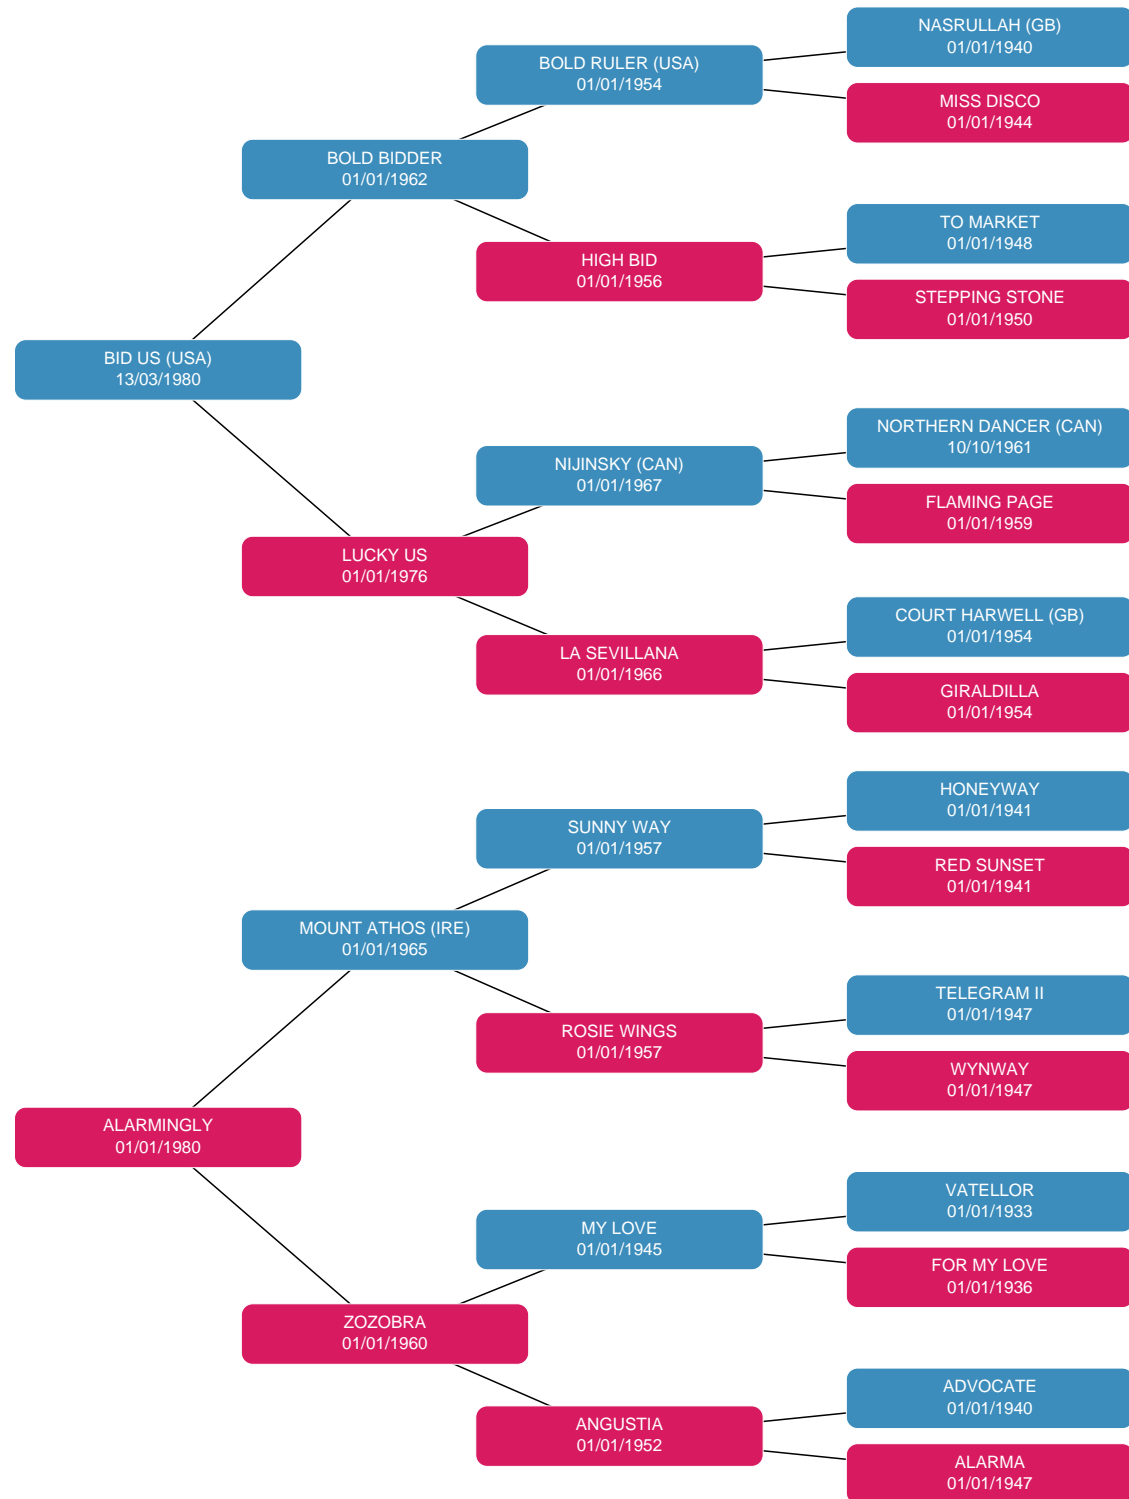 NASRULLAH (GB)
01/01/1940
BOLD RULER (USA)
01/01/1954
MISS DISCO
01/01/1944
BOLD BIDDER
01/01/1962
TO MARKET
01/01/1948
HIGH BID
01/01/1956
STEPPING STONE
01/01/1950
BID US (USA)
13/03/1980
NORTHERN DANCER (CAN)
10/10/1961
NIJINSKY (CAN)
01/01/1967
FLAMING PAGE
01/01/1959
LUCKY US
01/01/1976
COURT HARWELL (GB)
01/01/1954
LA SEVILLANA
01/01/1966
GIRALDILLA
01/01/1954
HONEYWAY
01/01/1941
SUNNY WAY
01/01/1957
RED SUNSET
01/01/1941
MOUNT ATHOS (IRE)
01/01/1965
TELEGRAM II
01/01/1947
ROSIE WINGS
01/01/1957
WYNWAY
01/01/1947
ALARMINGLY
01/01/1980
VATELLOR
01/01/1933
MY LOVE
01/01/1945
FOR MY LOVE
01/01/1936
ZOZOBRA
01/01/1960
ADVOCATE
01/01/1940
ANGUSTIA
01/01/1952
ALARMA
01/01/1947